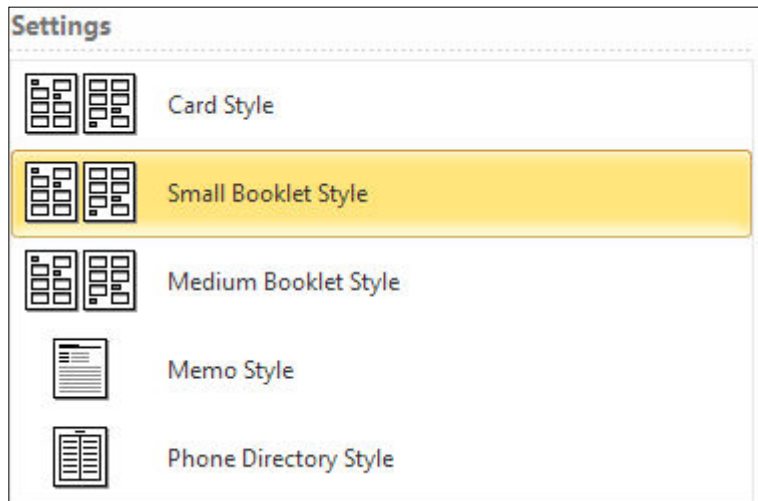 Settings
Card Style
Small Booklet Style
Medium Booklet Style
Memo Style
Phone Directory Style